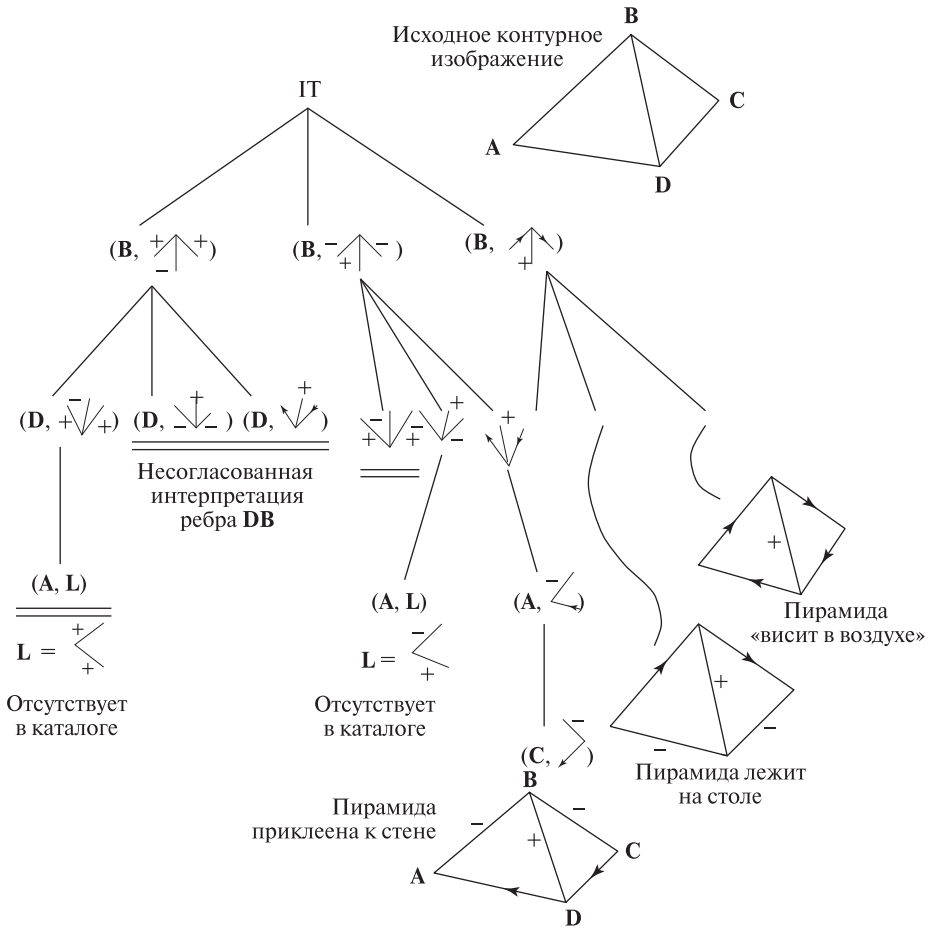 Исходное контурное
изображение
B
C
A
D
IT
(B, + + − )
(B, − − + )
(B, + )
(D, − + + )
(D, + − − )
(D, + )
− + −
+ + −
+
Несогласованная
интерпретация
ребра DB
(A, L)
L = + +
Отсутствует
в каталоге
(A, L)
L = − +
Отсутствует
в каталоге
(A, − )
(C, − )
+
Пирамида
«висит в воздухе»
+
− −
Пирамида лежит
на столе
Пирамида
приклеена к стене
B
− −
+
C
A
D